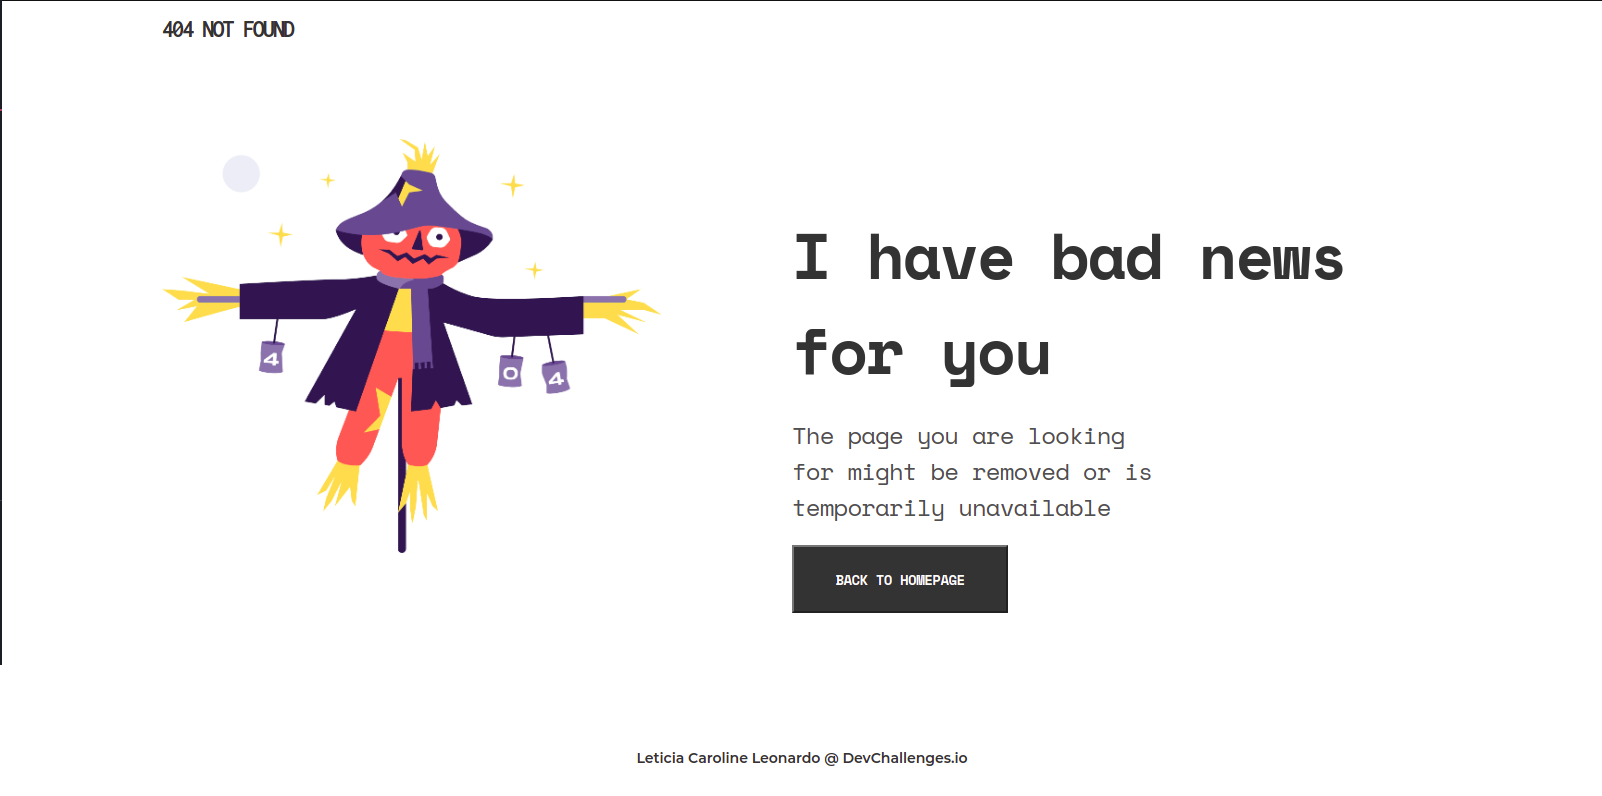 404 NOT FOUND
4
0
4
I have bad news
for you
The page you are looking
for might be removed or is
temporarily unavailable
BACK TO HOMEPAGE
Leticia Caroline Leonardo @ DevChallenges.io